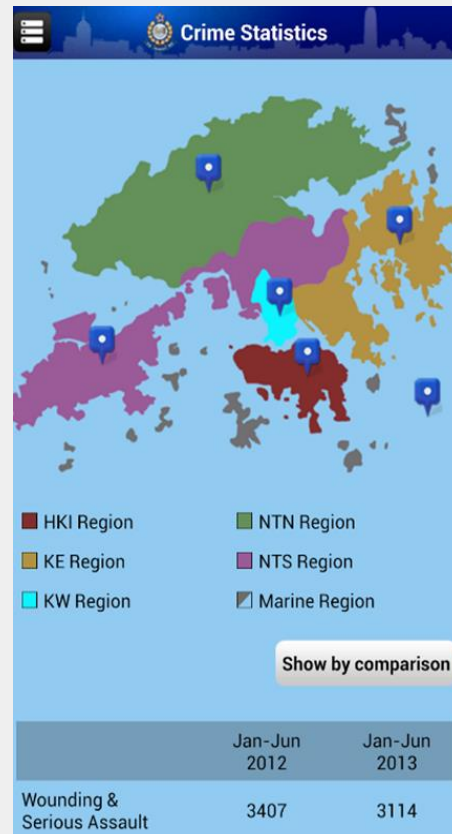 Crime Statistics
HKI Region
NTN Region
KE Region
NTS Region
KW Region
Marine Region
Show by comparison
Jan-Jun Jan-Jun
2012 2013
Wounding &
Serious Assault 3407 3114